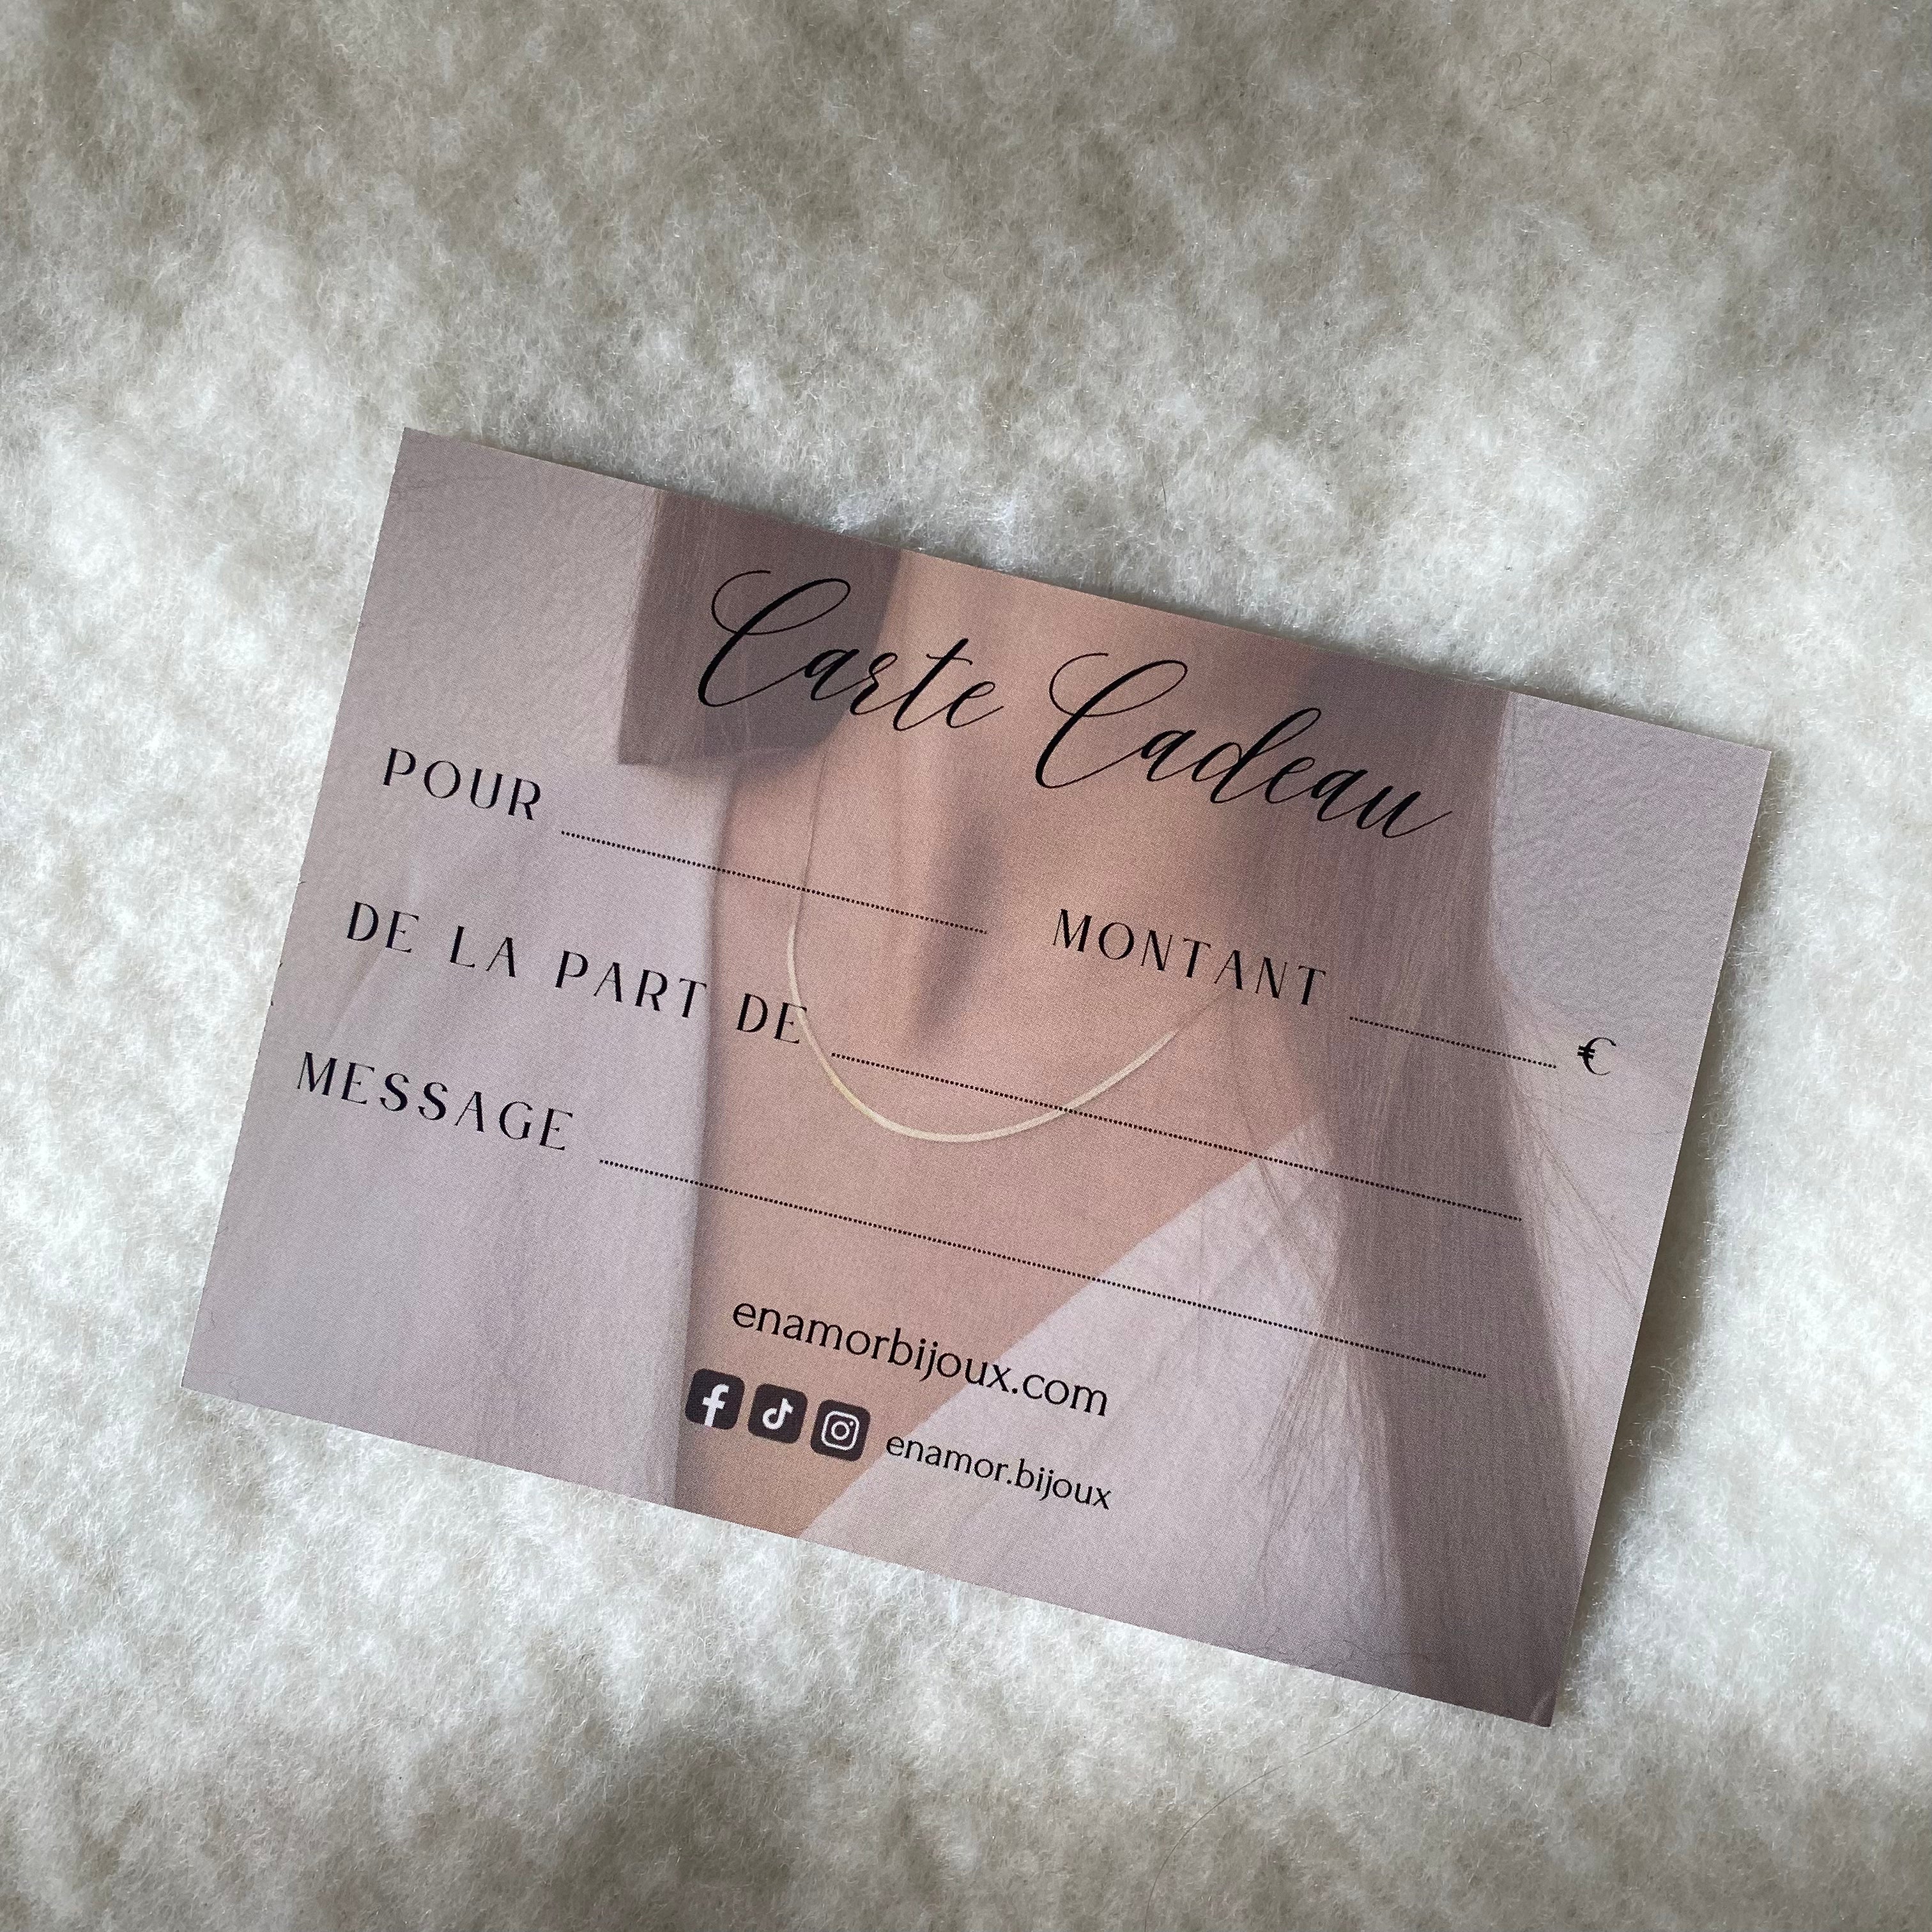 Carte Cadeau
POUR MONTANT €
DE LA PART DE
MESSAGE
enamorbijoux.com
enamor.bijoux